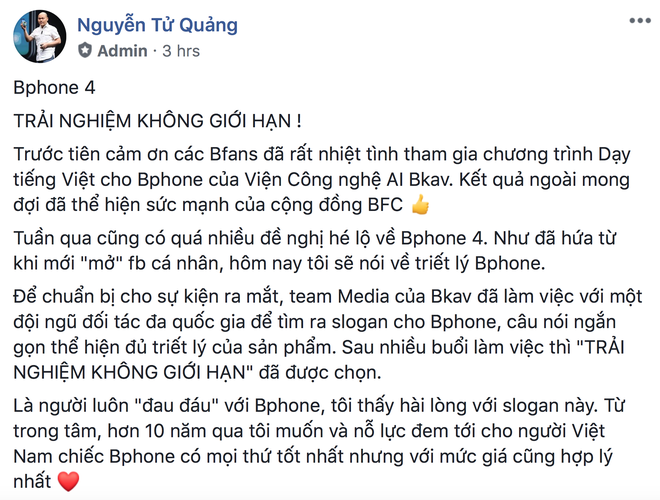 Nguyễn Tử Quảng
Admin · 3 hrs
Bphone 4
TRẢI NGHIỆM KHÔNG GIỚI HẠN !
Trước tiên cảm ơn các Bfans đã rất nhiệt tình tham gia chương trình Dạy
tiếng Việt cho Bphone của Viện Công nghệ AI Bkav. Kết quả ngoài mong
đợi đã thể hiện sức mạnh của cộng đồng BFC 👍
Tuần qua cũng có quá nhiều đề nghị hé lộ về Bphone 4. Như đã hứa từ
khi mới "mở" fb cá nhân, hôm nay tôi sẽ nói về triết lý Bphone.
Để chuẩn bị cho sự kiện ra mắt, team Media của Bkav đã làm việc với một
đội ngũ đối tác đa quốc gia để tìm ra slogan cho Bphone, câu nói ngắn
gọn thể hiện đủ triết lý của sản phẩm. Sau nhiều buổi làm việc thì "TRẢI
NGHIỆM KHÔNG GIỚI HẠN" đã được chọn.
Là người luôn "đau đáu" với Bphone, tôi thấy hài lòng với slogan này. Từ
trong tâm, hơn 10 năm qua tôi muốn và nỗ lực đem tới cho người Việt
Nam chiếc Bphone có mọi thứ tốt nhất nhưng với mức giá cũng hợp lý
nhất ♥️